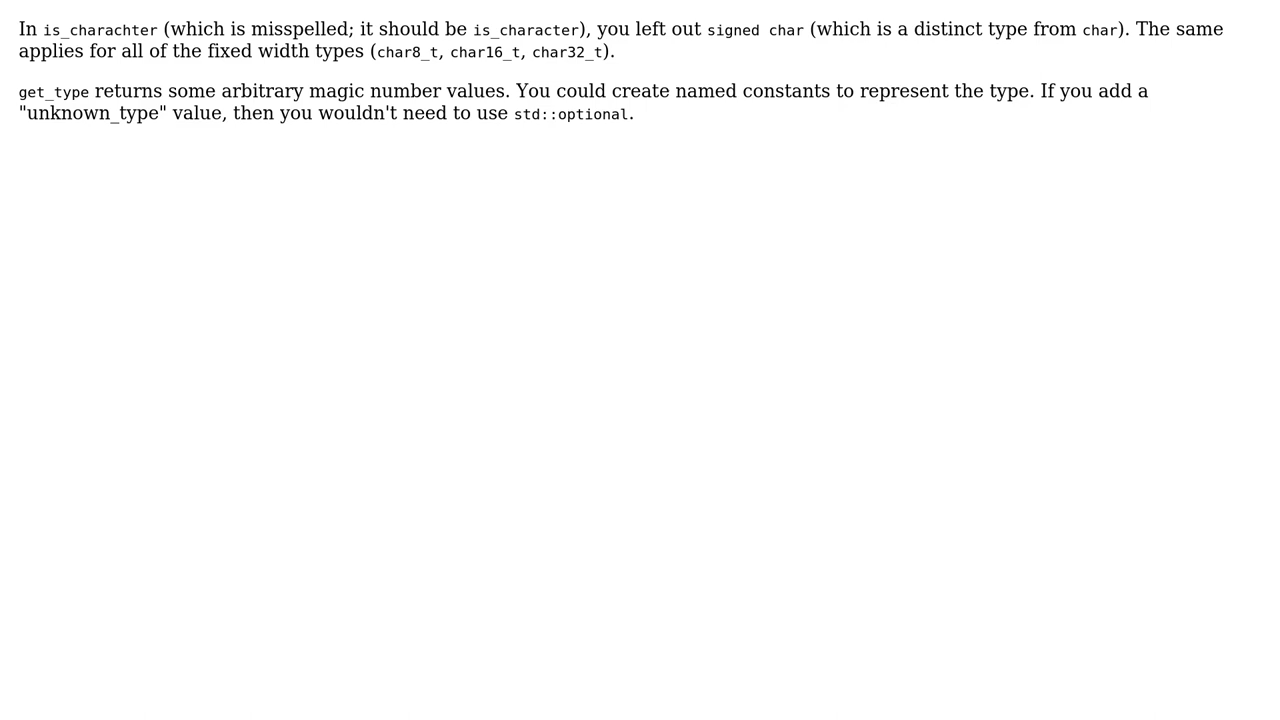 In is_charachter (which is misspelled; it should be is_character), you left out signed char (which is a distinct type from char). The same
applies for all of the fixed width types (char8_t, char16_t, char32_t).
get_type returns some arbitrary magic number values. You could create named constants to represent the type. If you add a
"unknown_type" value, then you wouldn't need to use std::optional.